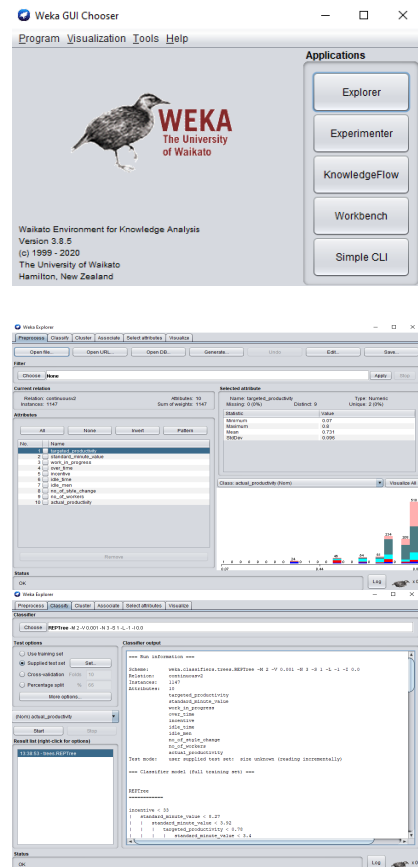 Weka GUI Chooser
Program Visualization Tools Help
Applications
WEKA
The University
of Waikato
Explorer
Experimenter
KnowledgeFlow
Workbench
Simple CLI
Waikato Environment for Knowledge Analysis
Version 3.8.5
(c) 1999 - 2020
The University of Waikato
Hamilton, New Zealand
Weka Explorer
Preprocess Classify Cluster Associate Select attributes Visualize
Open file... Open URL... Open DB... Generate... Undo Edit... Save...
Filter
Choose None Apply Stop
Current relation
Relation: continuous2 Attributes: 10
Instances: 1147 Sum of weights: 1147
Selected attribute
Name: targeted_productivity Type: Numeric
Missing: 0 (0%) Distinct: 9 Unique: 2 (0%)
Statistic Value
Minimum 0.07
Maximum 0.8
Mean 0.731
StdDev
Attributes
All None Invert Pattern
No. Name
1 targeted_productivity
2 standard_minute_value
3 work_in_progress
4 over_time
5 incentive
6 idle_time
7 idle_men
8 no_of_style_change
9 no_of_workers
10 actual_productivity
Remove
Class: actual_productivity (Nom) Visualize All
Status
OK Log
Weka Explorer
Preprocess Classify Cluster Associate Select attributes Visualize
Classifier
Choose REPTree -M 2 -V 0.001 -N 3 -S 1 -L -1 -I 0.0
Test options
Use training set
Supplied test set Set...
Cross-validation Folds 10
Percentage split % 66
More options...
(Nom) actual_productivity
Start Stop
Result list (right-click for options)
13:38:53 - trees.REPTree
Classifier output
=== Run information ===
Scheme: weka.classifiers.trees.REPTree -M 2 -V 0.001 -N 3 -S 1 -L -1 -I 0.0
Relation: continuous2
Instances: 1147
Attributes: 10
targeted_productivity
standard_minute_value
work_in_progress
over_time
incentive
idle_time
idle_men
no_of_style_change
no_of_workers
actual_productivity
Test mode: user supplied test set: size unknown (reading incrementally)
=== Classifier model (full training set) ===
REPTree
============
incentive < 33
| standard_minute_value < 0.27
| | standard_minute_value < 3.92
| | | targeted_productivity < 0.75
| | | | standard_minute_value < 3.4
Status
OK Log